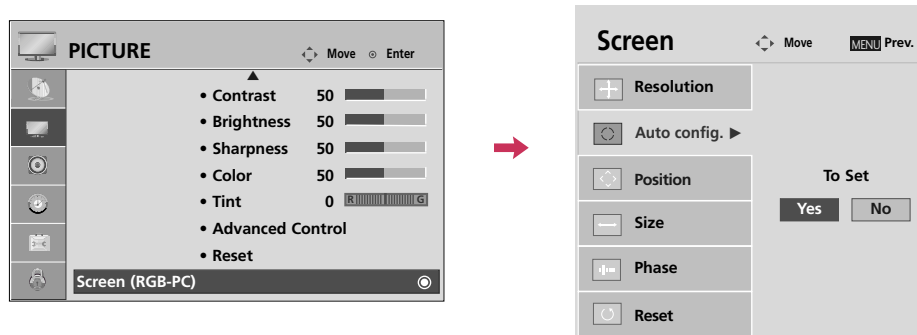 PICTURE
Move
Enter
• Contrast 50
• Brightness 50
• Sharpness 50
• Color 50
• Tint 0 R G
• Advanced Control
• Reset
Screen (RGB-PC)
Screen
Move
MENU Prev.
Resolution
Auto config. ►
Position
Size
Phase
Reset
To Set
Yes No